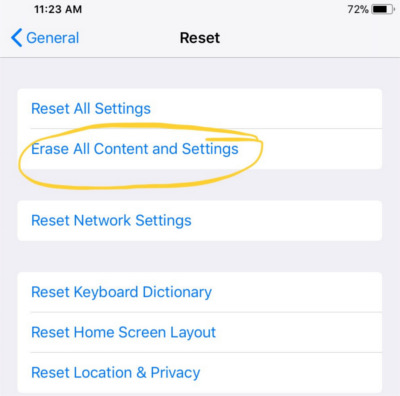 11:23 AM 72%
General Reset
Reset All Settings
Erase All Content and Settings
Reset Network Settings
Reset Keyboard Dictionary
Reset Home Screen Layout
Reset Location & Privacy